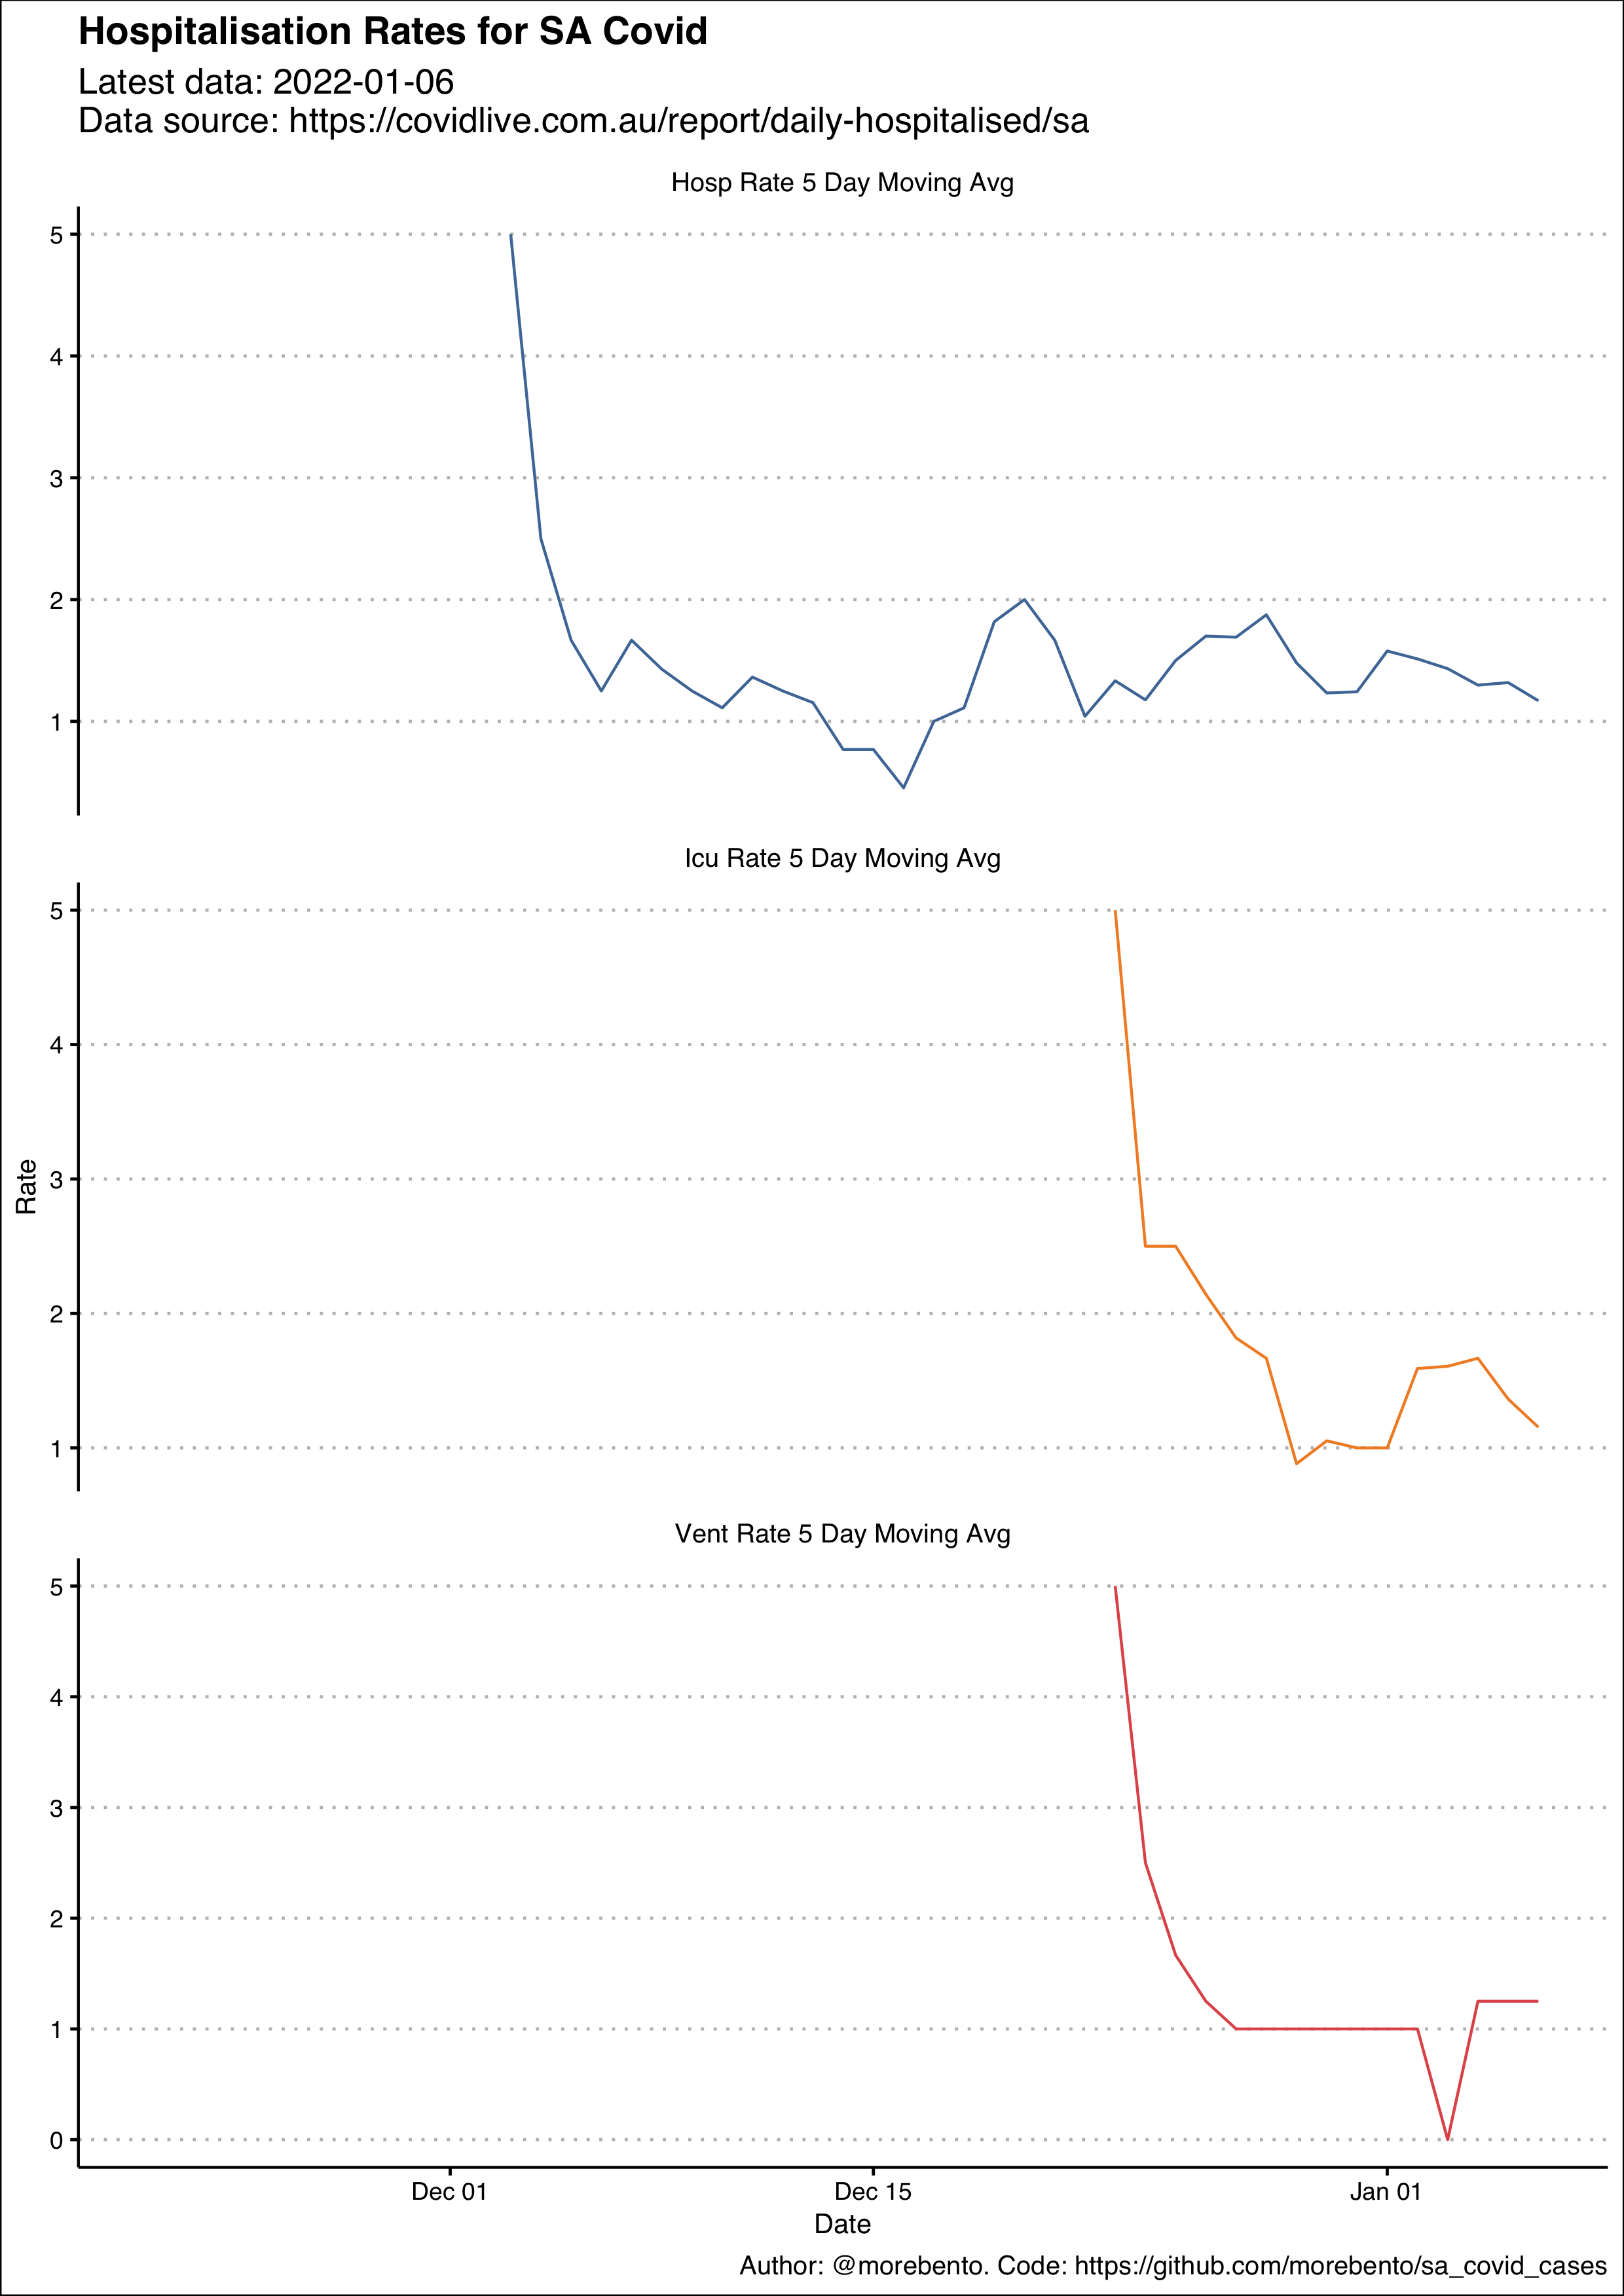 Hospitalisation Rates for SA Covid
Latest data: 2022-01-06
Data source: https://covidlive.com.au/report/daily-hospitalised/sa
Hosp Rate 5 Day Moving Avg
5
4
3
2
1
Icu Rate 5 Day Moving Avg
5
4
3
2
1
Rate
Vent Rate 5 Day Moving Avg
5
4
3
2
1
0
Dec 01 Dec 15 Jan 01
Date
Author: @morebento. Code: https://github.com/morebento/sa_covid_cases